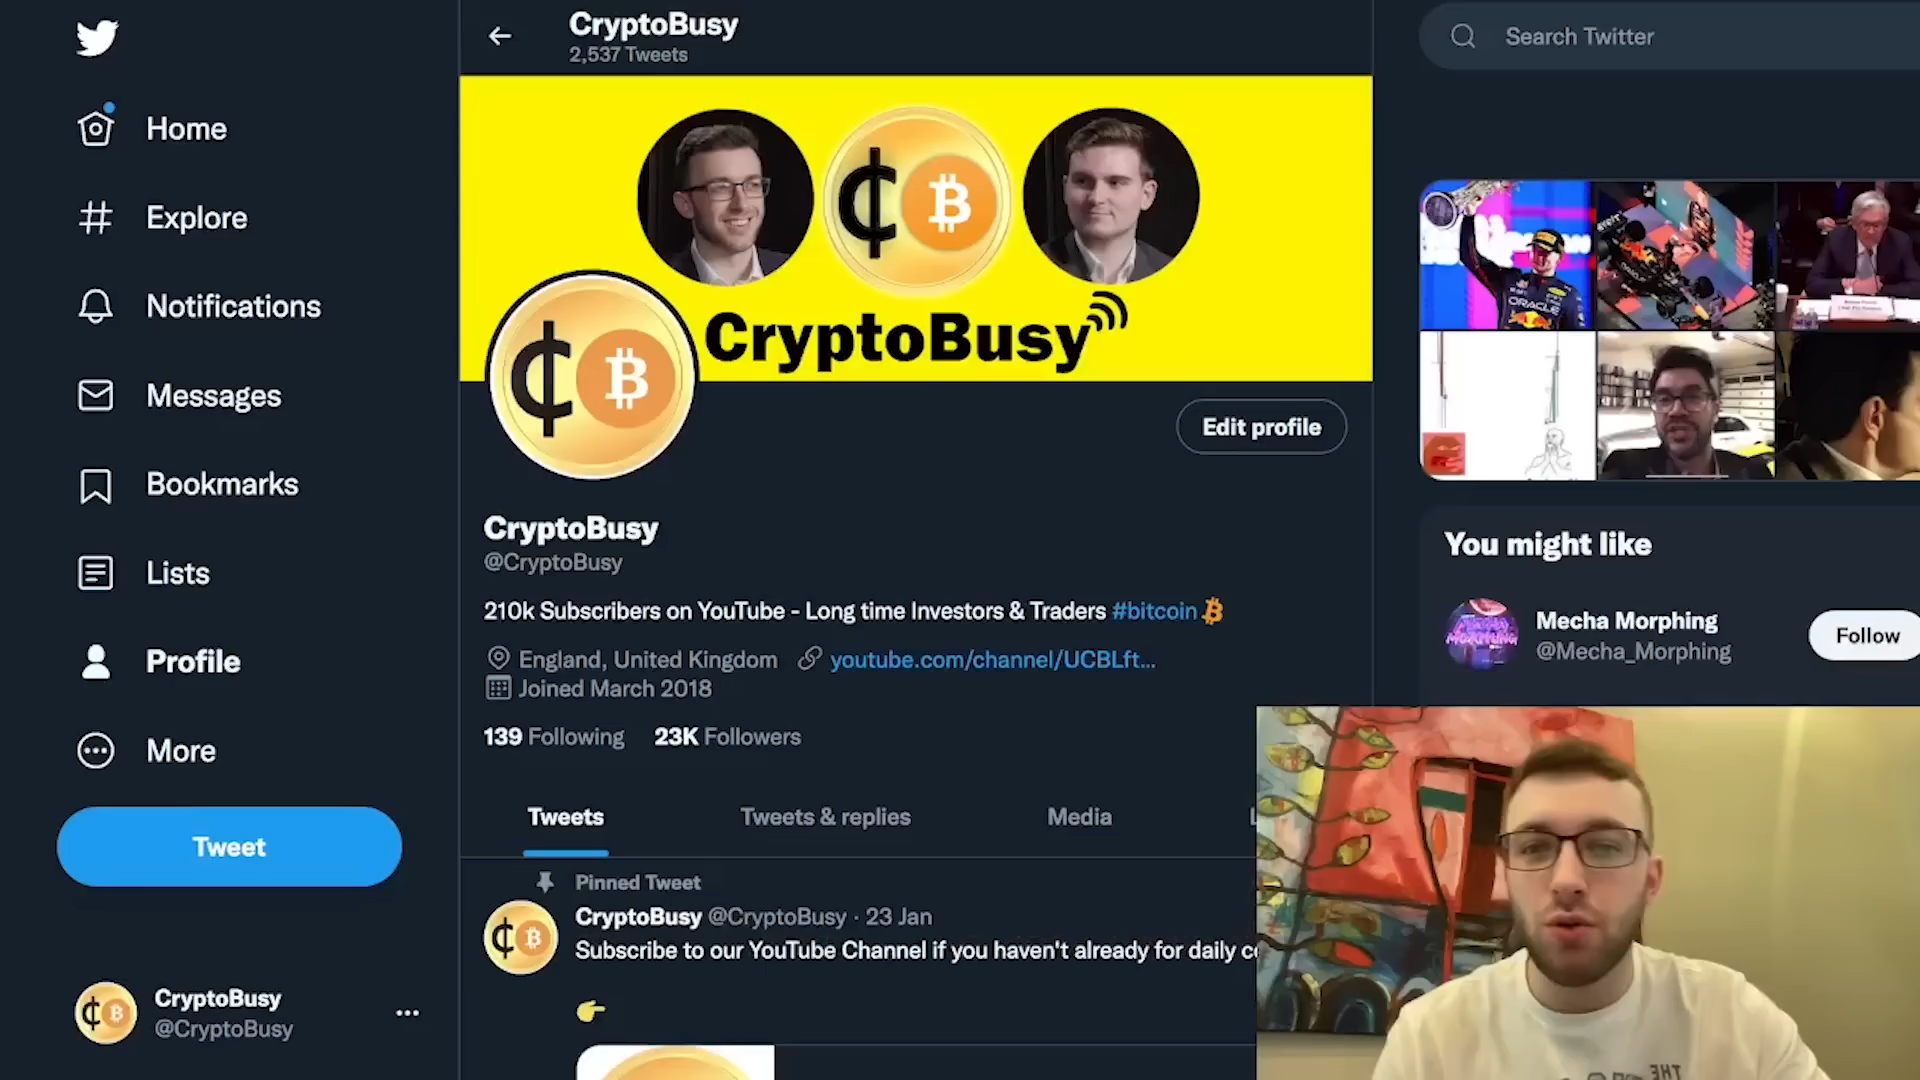 Home
Explore
Notifications
Messages
Bookmarks
Lists
Profile
More
Tweet
CryptoBusy
@CryptoBusy
CryptoBusy
2,537 Tweets
CryptoBusy
Edit profile
CryptoBusy
@CryptoBusy
210k Subscribers on YouTube - Long time Investors & Traders #bitcoin
England, United Kingdom youtube.com/channel/UCBLft...
Joined March 2018
139 Following 23K Followers
Tweets Tweets & replies Media
Pinned Tweet
CryptoBusy @CryptoBusy · 23 Jan
Subscribe to our YouTube Channel if you haven't already for daily
Search Twitter
ORACLE
You might like
Mecha Morphing
@Mecha_Morphing
Follow
THE